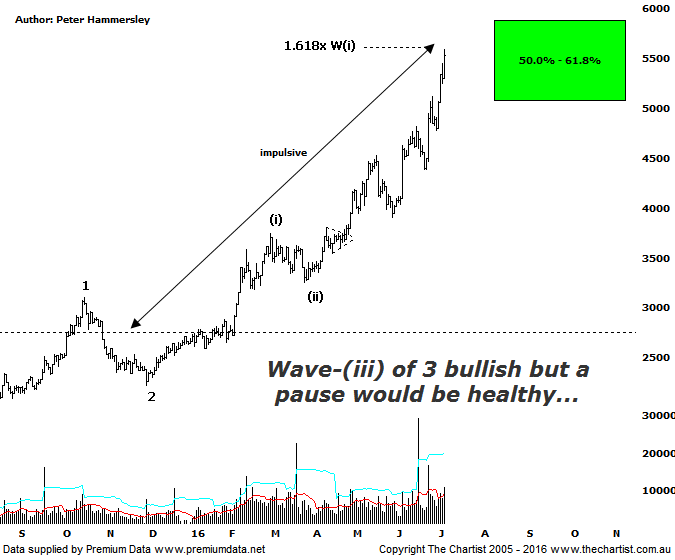 Author: Peter Hammersley
6000
1.618x W(i)
50.0% - 61.8%
5500
5000
impulsive
4500
(i)
4000
3500
1
(ii)
3000
2500
Wave-(iii) of 3 bullish but a
pause would be healthy...
2
30000
20000
10000
S O N D 16 F M A M J J A S O N
Data supplied by Premium Data www.premiumdata.net
Copyright The Chartist 2005 - 2016 www.thechartist.com.au